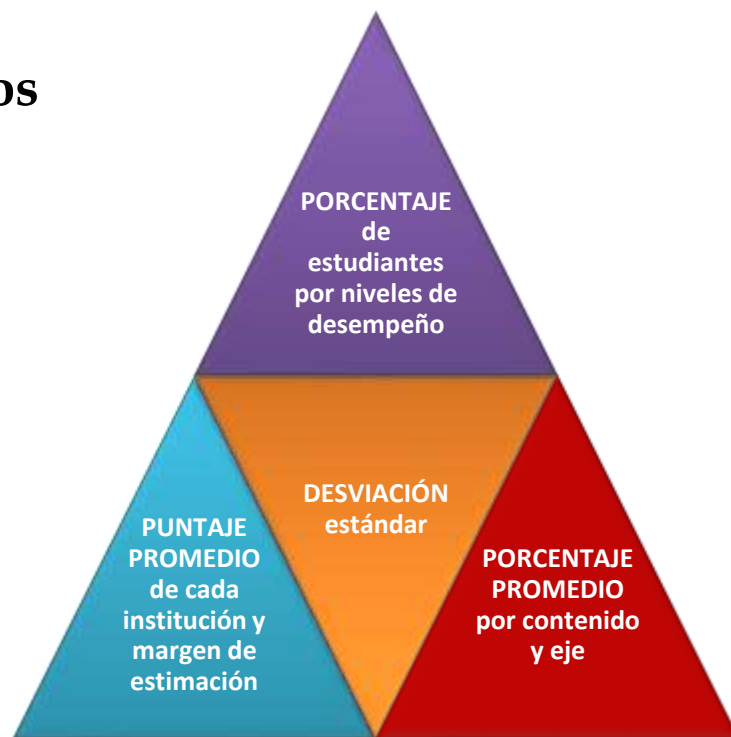 os
PORCENTAJE
de
estudiantes
por niveles de
desempeño
DESVIACIÓN
estándar
PUNTAJE
PROMEDIO
de cada
institución y
margen de
estimación
PORCENTAJE
PROMEDIO
por contenido
y eje